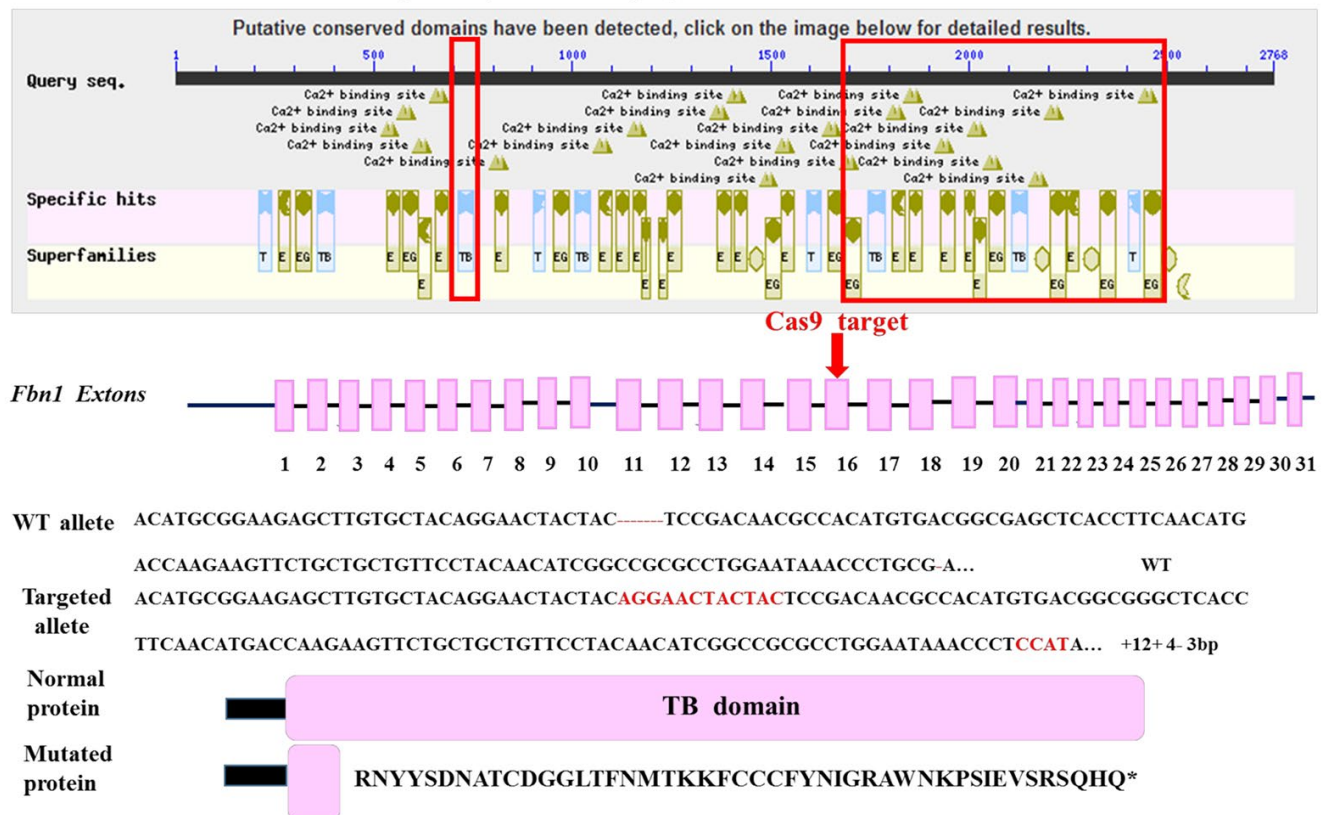 Putative conserved domains have been detected, click on the image below for detailed results.
1 500 1000 1500 2000 2500 2768
Query seq.
Ca2+ binding site Ca2+ binding site Ca2+ binding site Ca2+ binding site
Ca2+ binding site Ca2+ binding site Ca2+ binding site Ca2+ binding site
Ca2+ binding site Ca2+ binding site Ca2+ binding site Ca2+ binding site
Ca2+ binding site Ca2+ binding site Ca2+ binding site Ca2+ binding site
Ca2+ binding site Ca2+ binding site Ca2+ binding site
Ca2+ binding site Ca2+ binding site
Specific hits
Superfamilies
T E EG TB E EG E TB E T EG TB E E E E E E E T EG TB E E E E EG TB E T
E E E EG EG E EG EG EG
Cas9 target
Fbn1 Extons
1 2 3 4 5 6 7 8 9 10 11 12 13 14 15 16 17 18 19 20 21 22 23 24 25 26 27 28 29 30 31
WT allele ACATGCGGAAGAGCTTGTGCTACAGGAACTACTAC-------TCCGACAACGCCACATGTGACGGCGAGCTCACCTTCAACATG
ACCAAGAAGTTCTGCTGCTGTTCCTACAACATCGGCCGCGCCTGGAATAAACCCTGCG-A... WT
Targeted allele ACATGCGGAAGAGCTTGTGCTACAGGAACTACTACAGGAACTACTACTCCGACAACGCCACATGTGACGGCGGGCTCACC
TTCAACATGACCAAGAAGTTCTGCTGCTGTTCCTACAACATCGGCCGCGCCTGGAATAAACCCTCCATA... +12+ 4- 3bp
Normal protein
TB domain
Mutated protein
RNYYSDNATCDGGLTFNMTKKFCCCFYNIGRAWNKPSIEVSRSQHQ*